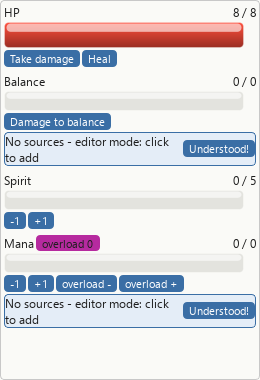 HP 8 / 8
Take damage Heal
Balance 0 / 0
Damage to balance
No sources - editor mode: click
to add
Understood!
Spirit 0 / 5
-1 +1
Mana overload 0 0 / 0
-1 +1 overload - overload +
No sources - editor mode: click
to add
Understood!